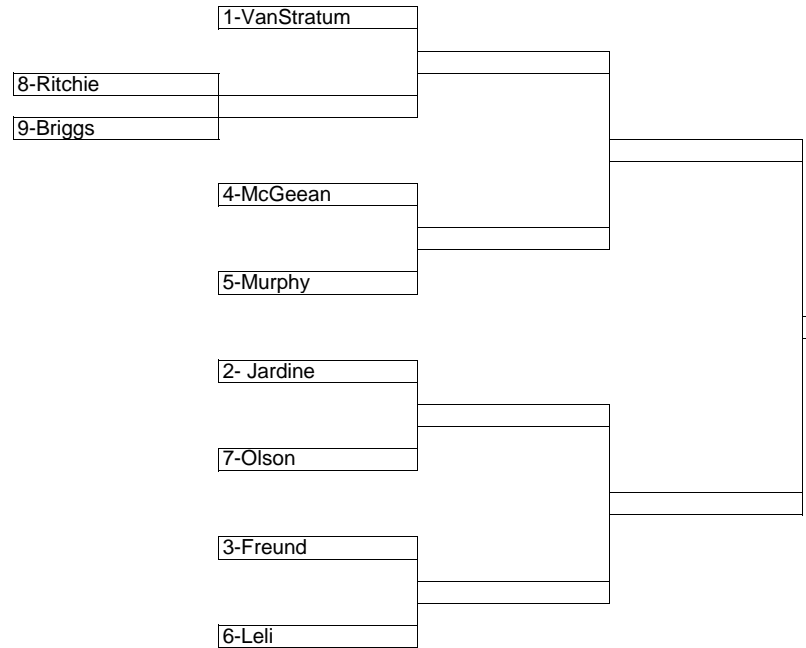 1-VanStratum
8-Ritchie
9-Briggs
4-McGeean
5-Murphy
2- Jardine
7-Olson
3-Freund
6-Leli